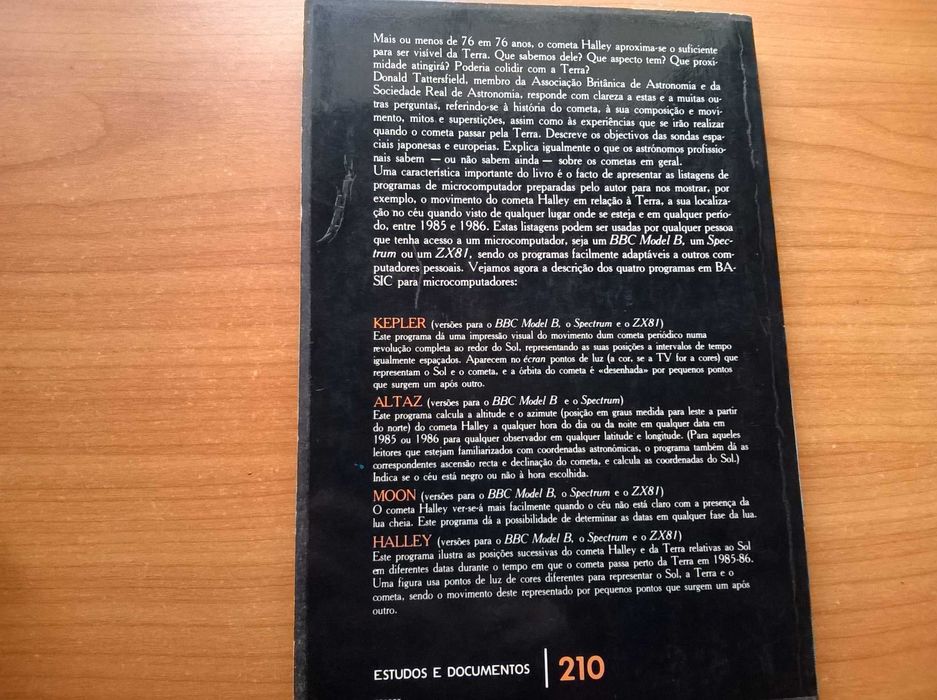 Mais ou menos de 76 em 76 anos, o cometa Halley aproxima-se o suficiente
para ser visível da Terra. Que sabemos dele? Que aspecto tem? Que proxi-
midade atingirá? Poderia colidir com a Terra?
Donald Tattersfield, membro da Associação Britânica de Astronomia e da
Sociedade Real de Astronomia, responde com clareza a estas e a muitas ou-
tras perguntas, referindo-se à história do cometa, à sua composição e movi-
mento, mitos e superstições, assim como às experiências que se irão realizar
quando o cometa passar pela Terra. Descreve os objectivos das sondas espa-
ciais japonesas e europeias. Explica igualmente o que os astrónomos profissio-
nais sabem — ou não sabem ainda — sobre os cometas em geral.
Uma característica importante do livro é o facto de apresentar as listagens de
programas de microcomputador preparadas pelo autor para nos mostrar, por
exemplo, o movimento do cometa Halley em relação à Terra, a sua localiza-
ção no céu quando visto de qualquer lugar onde se esteja e em qualquer perío-
do, entre 1985 e 1986. Estas listagens podem ser usadas por qualquer pessoa
que tenha acesso a um microcomputador, seja um BBC Model B, um Spec-
trum ou um ZX81, sendo os programas facilmente adaptáveis a outros com-
putadores pessoais. Vejamos agora a descrição dos quatro programas em BA-
SIC para microcomputadores:
KEPLER (versões para o BBC Model B, o Spectrum e o ZX81)
Este programa dá uma impressão visual do movimento dum cometa periódico numa
revolução completa ao redor do Sol, representando as suas posições a intervalos de tempo
igualmente espaçados. Aparecem no écran pontos de luz (a cor, se a TV for a cores) que
representam o Sol e o cometa, e a órbita do cometa é «desenhada» por pequenos pontos
que surgem um após outro.
ALTAZ (versões para o BBC Model B e o Spectrum)
Este programa calcula a altitude e o azimute (posição em graus medida para leste a partir
do norte) do cometa Halley a qualquer hora do dia ou da noite em qualquer data em
1985 ou 1986 para qualquer observador em qualquer latitude e longitude. (Para aqueles
leitores que estejam familiarizados com coordenadas astronómicas, o programa também dá as
correspondentes ascensão recta e declinação do cometa, e calcula as coordenadas do Sol.)
Indica se o céu está negro ou não à hora escolhida.
MOON (versões para o BBC Model B, o Spectrum e o ZX81)
O cometa Halley ver-se-á mais facilmente quando o céu não está claro com a presença da
lua cheia. Este programa dá a possibilidade de determinar as datas em qualquer fase da lua.
HALLEY (versões para o BBC Model B, o Spectrum e o ZX81)
Este programa ilustra as posições sucessivas do cometa Halley e da Terra relativas ao Sol
em diferentes datas durante o tempo em que o cometa passa perto da Terra em 1985-86.
Uma figura usa pontos de luz de cores diferentes para representar o Sol, a Terra e o
cometa, sendo o movimento deste representado por pequenos pontos que surgem um após
outro.
ESTUDOS E DOCUMENTOS 210